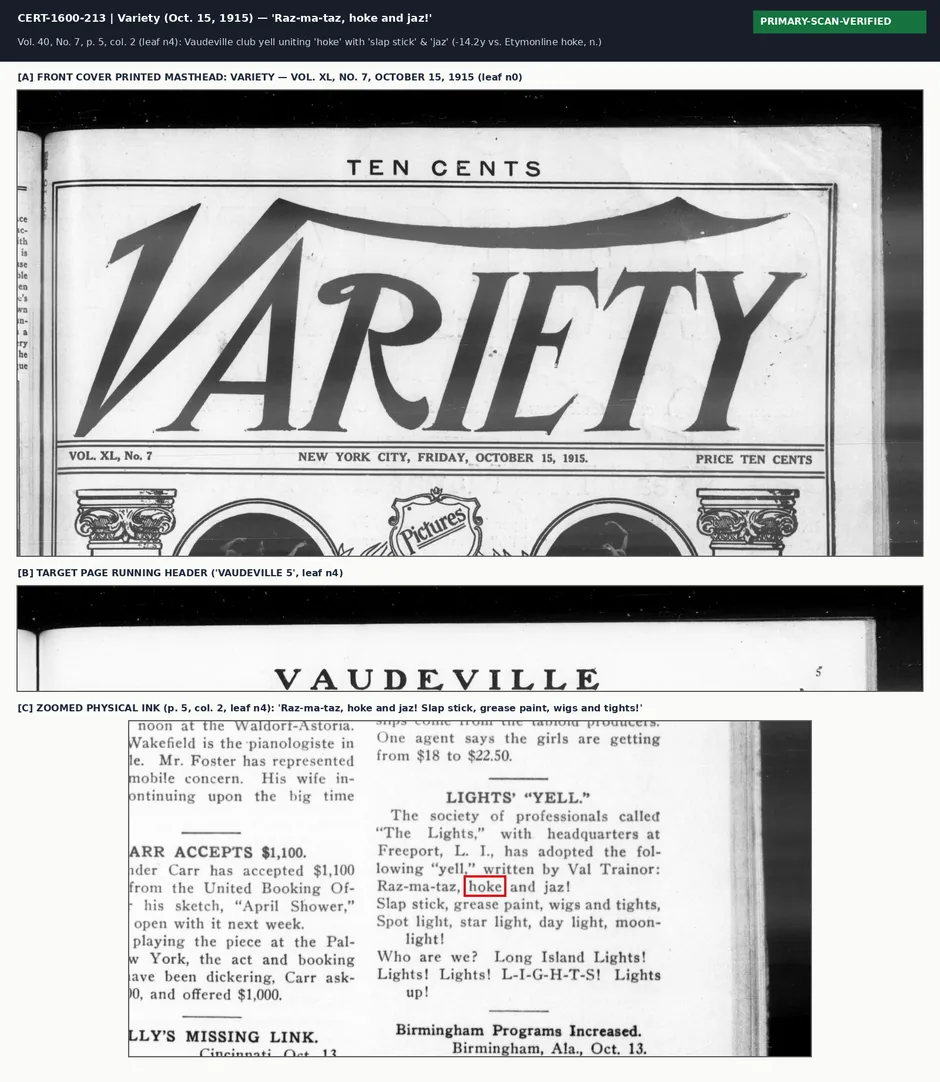 CERT-1600-213 | Variety (Oct. 15, 1915) — 'Raz-ma-taz, hoke and jaz!'
PRIMARY-SCAN-VERIFIED
Vol. 40, No. 7, p. 5, col. 2 (leaf n4): Vaudeville club yell uniting 'hoke' with 'slap stick' & 'jaz' (-14.2y vs. Etymonline hoke, n.)
[A] FRONT COVER PRINTED MASTHEAD: VARIETY — VOL. XL, NO. 7, OCTOBER 15, 1915 (leaf n0)
TEN CENTS
VARIETY
VOL. XL, No. 7
NEW YORK CITY, FRIDAY, OCTOBER 15, 1915.
PRICE TEN CENTS
Pictures
[B] TARGET PAGE RUNNING HEADER ('VAUDEVILLE 5', leaf n4)
VAUDEVILLE
5
[C] ZOOMED PHYSICAL INK (p. 5, col. 2, leaf n4): 'Raz-ma-taz, hoke and jaz! Slap stick, grease paint, wigs and tights!'
noon at the Waldorf-Astoria.
Wakefield is the pianologiste in
le. Mr. Foster has represented
mobile concern. His wife in-
ontinuing upon the big time
ARR ACCEPTS $1,100.
der Carr has accepted $1,100
from the United Booking Of-
his sketch, "April Shower,"
open with it next week.
playing the piece at the Pal-
w York, the act and booking
ave been dickering, Carr ask-
0, and offered $1,000.
LLY'S MISSING LINK.
Cincinnati, Oct. 13.
slips come from the tabloid producers.
One agent says the girls are getting
from $18 to $22.50.
LIGHTS' "YELL."
The society of professionals called
"The Lights," with headquarters at
Freeport, L. I., has adopted the fol-
lowing "yell," written by Val Trainor:
Raz-ma-taz, hoke and jaz!
Slap stick, grease paint, wigs and tights,
Spot light, star light, day light, moon-
light!
Who are we? Long Island Lights!
Lights! Lights! L-I-G-H-T-S! Lights
up!
Birmingham Programs Increased.
Birmingham, Ala., Oct. 13.